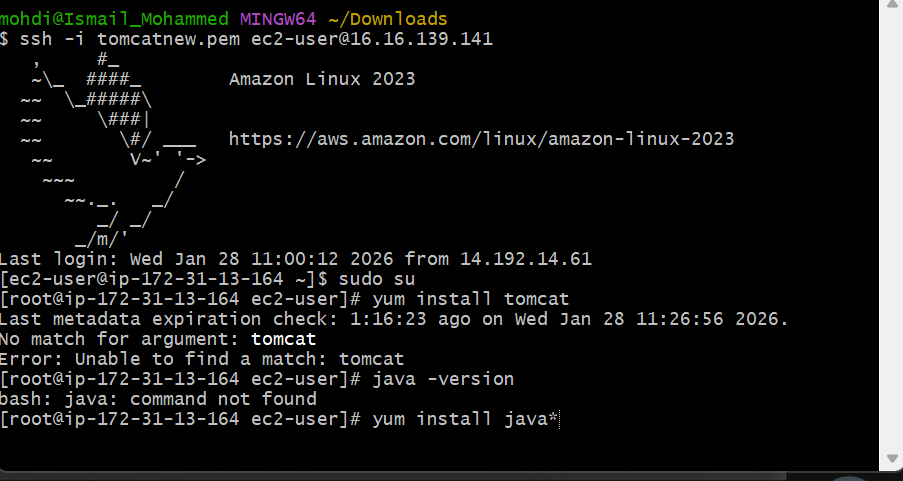 mohdi@Ismail_Mohammed MINGW64 ~/Downloads
$ ssh -i tomcatnew.pem ec2-user@16.16.139.141
   ,     #_
   ~\_  ####_        Amazon Linux 2023
  ~~  \_#####\
  ~~     \###|
  ~~       \#/ ___   https://aws.amazon.com/linux/amazon-linux-2023
   ~~       V~' '->
    ~~~         /
      ~~._.   _/
         _/ _/
       _/m/'
Last login: Wed Jan 28 11:00:12 2026 from 14.192.14.61
[ec2-user@ip-172-31-13-164 ~]$ sudo su
[root@ip-172-31-13-164 ec2-user]# yum install tomcat
Last metadata expiration check: 1:16:23 ago on Wed Jan 28 11:26:56 2026.
No match for argument: tomcat
Error: Unable to find a match: tomcat
[root@ip-172-31-13-164 ec2-user]# java -version
bash: java: command not found
[root@ip-172-31-13-164 ec2-user]# yum install java*